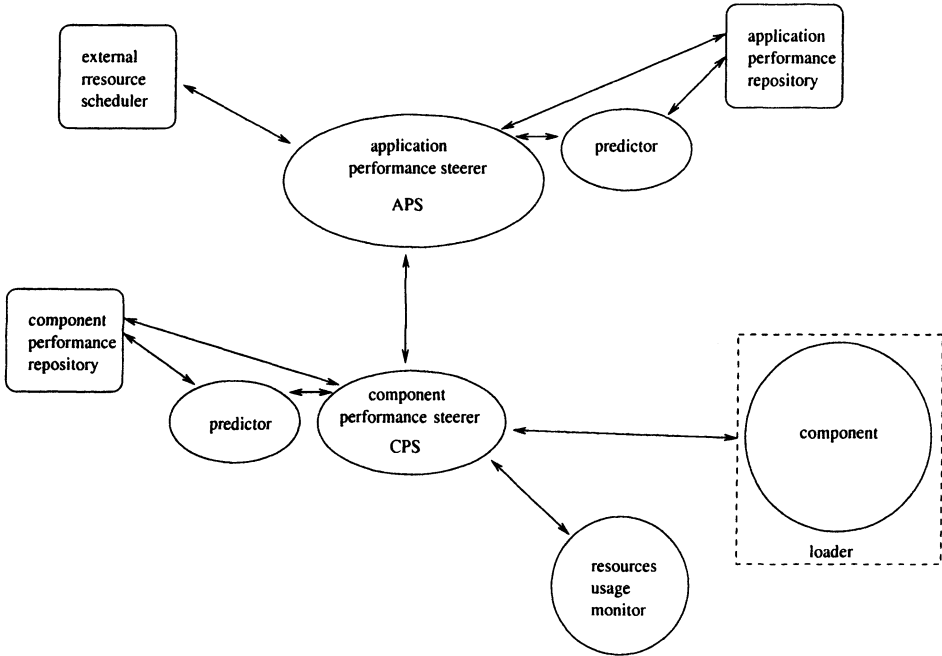 external
rresource
scheduler
application
performance
repository
application
performance steerer
APS
predictor
component
performance
repository
predictor
component
performance steerer
CPS
component
loader
resources
usage
monitor